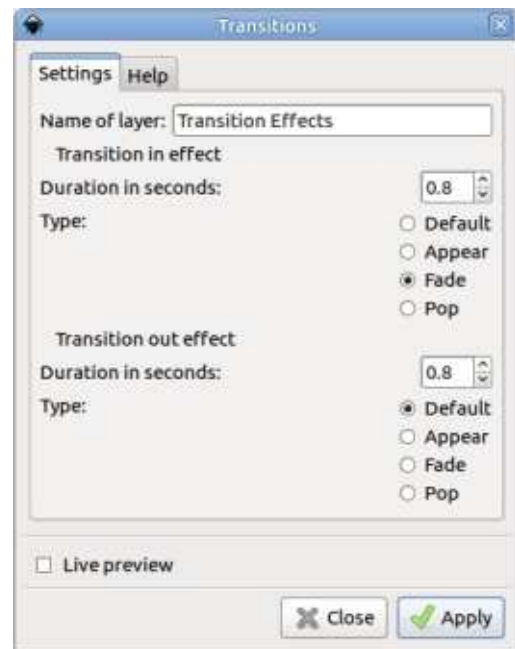 Transitions
Settings Help
Name of layer: Transition Effects
Transition in effect
Duration in seconds: 0.8
Type: Default
Appear
Fade
Pop
Transition out effect
Duration in seconds: 0.8
Type: Default
Appear
Fade
Pop
Live preview
Close Apply